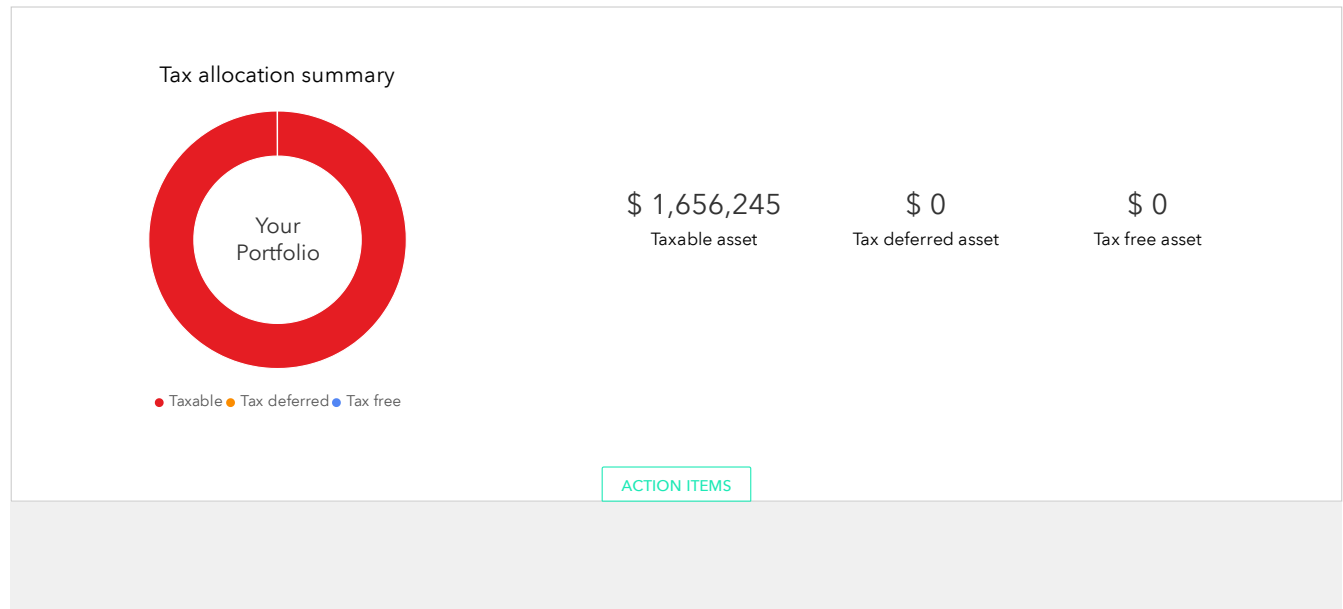 Tax allocation summary
Your
Portfolio
$ 1,656,245
Taxable asset
$ 0
Tax deferred asset
$ 0
Tax free asset
Taxable Tax deferred Tax free
ACTION ITEMS